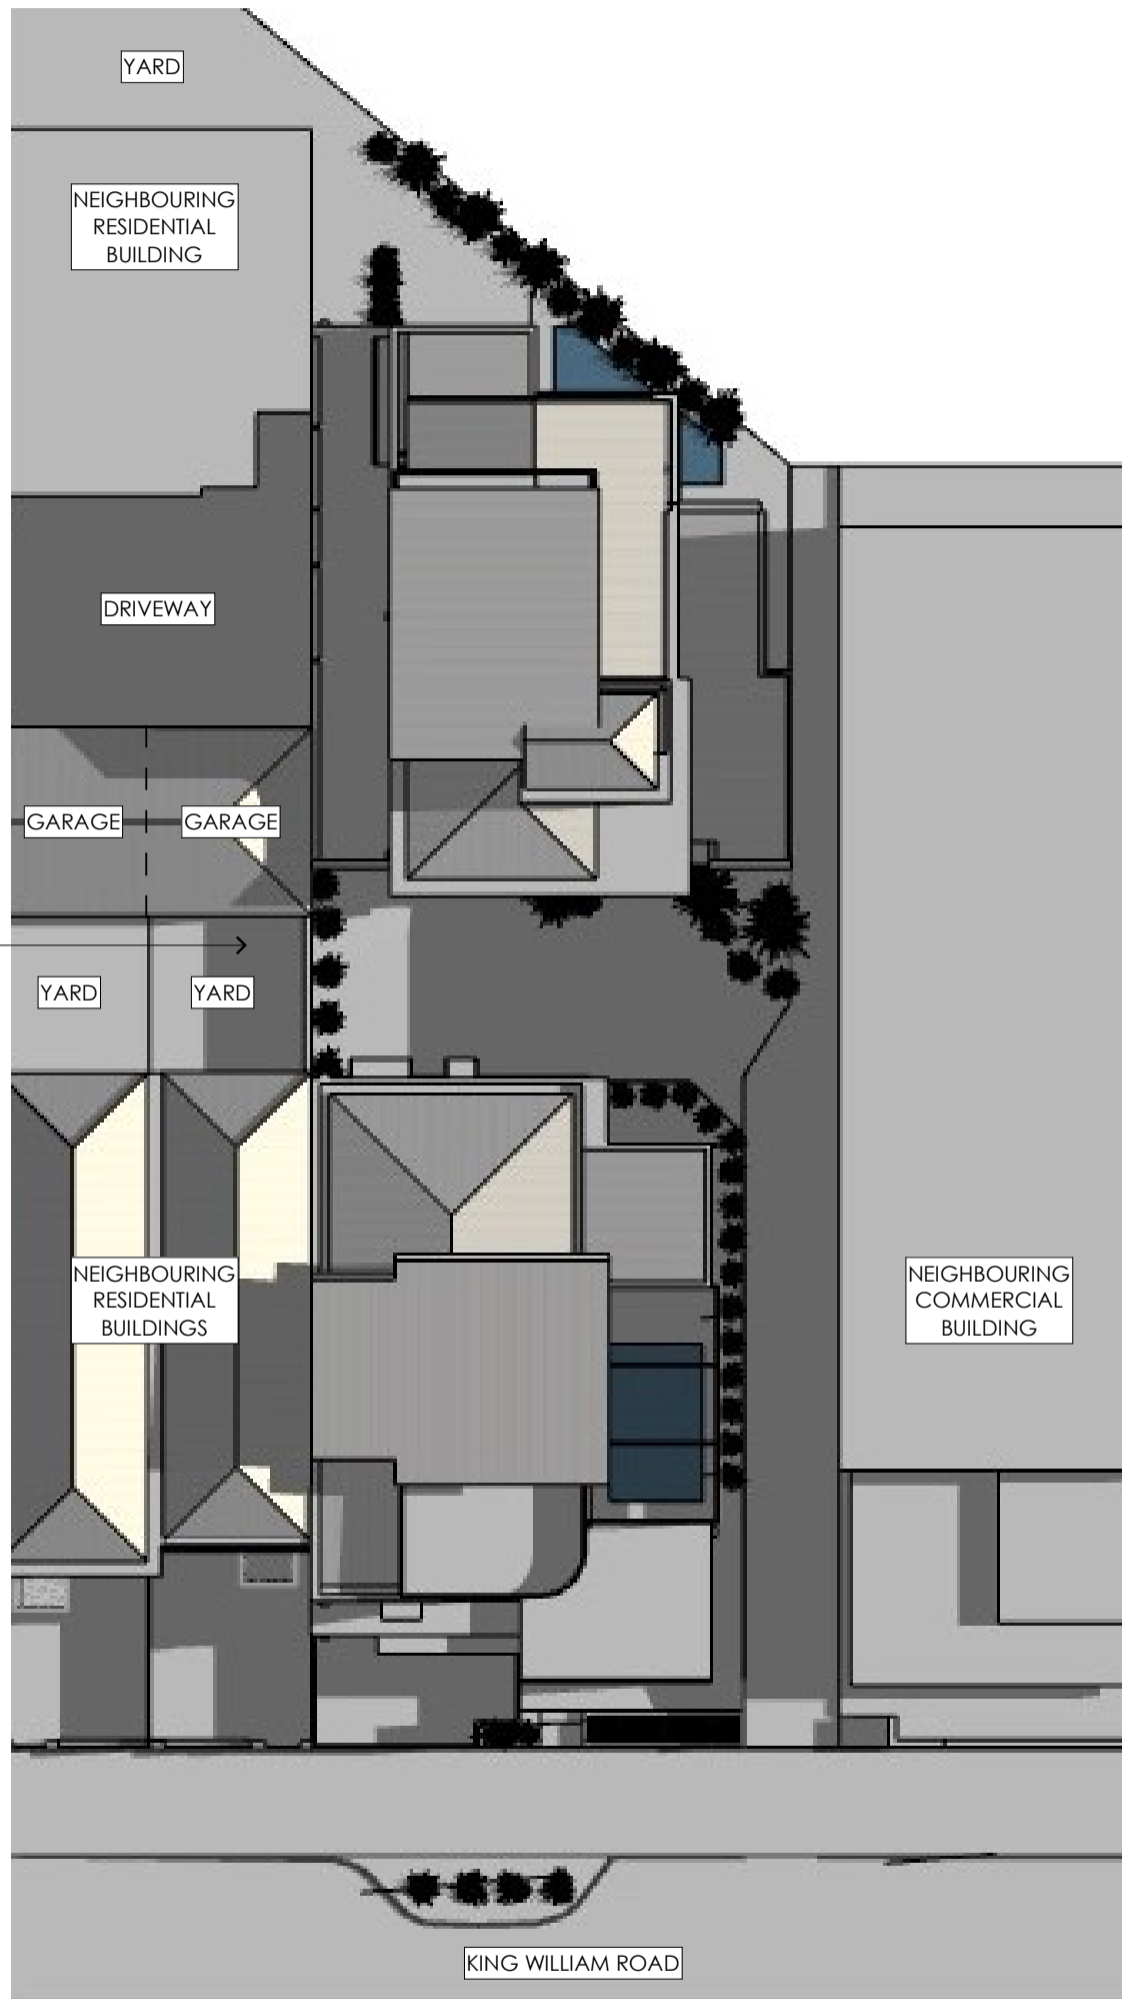 YARD
NEIGHBOURING
RESIDENTIAL
BUILDING
DRIVEWAY
GARAGE
GARAGE
YARD
YARD
NEIGHBOURING
RESIDENTIAL
BUILDINGS
NEIGHBOURING
COMMERCIAL
BUILDING
KING WILLIAM ROAD